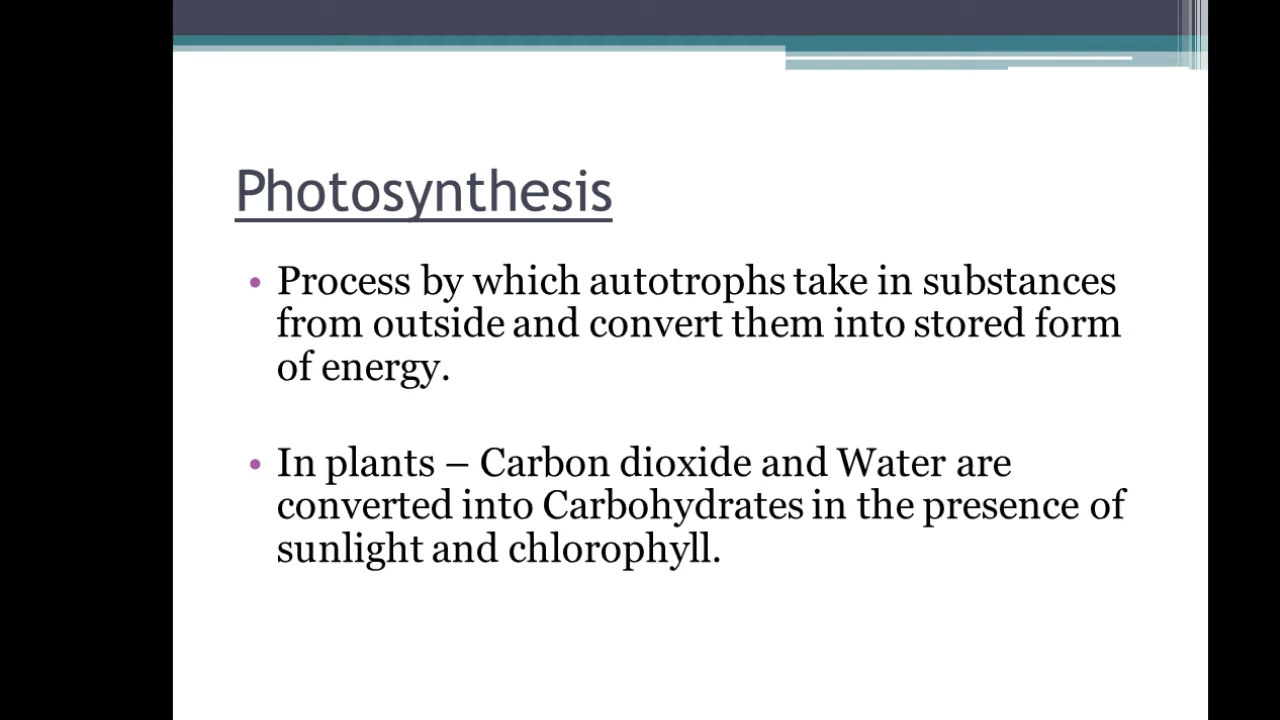 Photosynthesis
• Process by which autotrophs take in substances
from outside and convert them into stored form
of energy.
• In plants – Carbon dioxide and Water are
converted into Carbohydrates in the presence of
sunlight and chlorophyll.